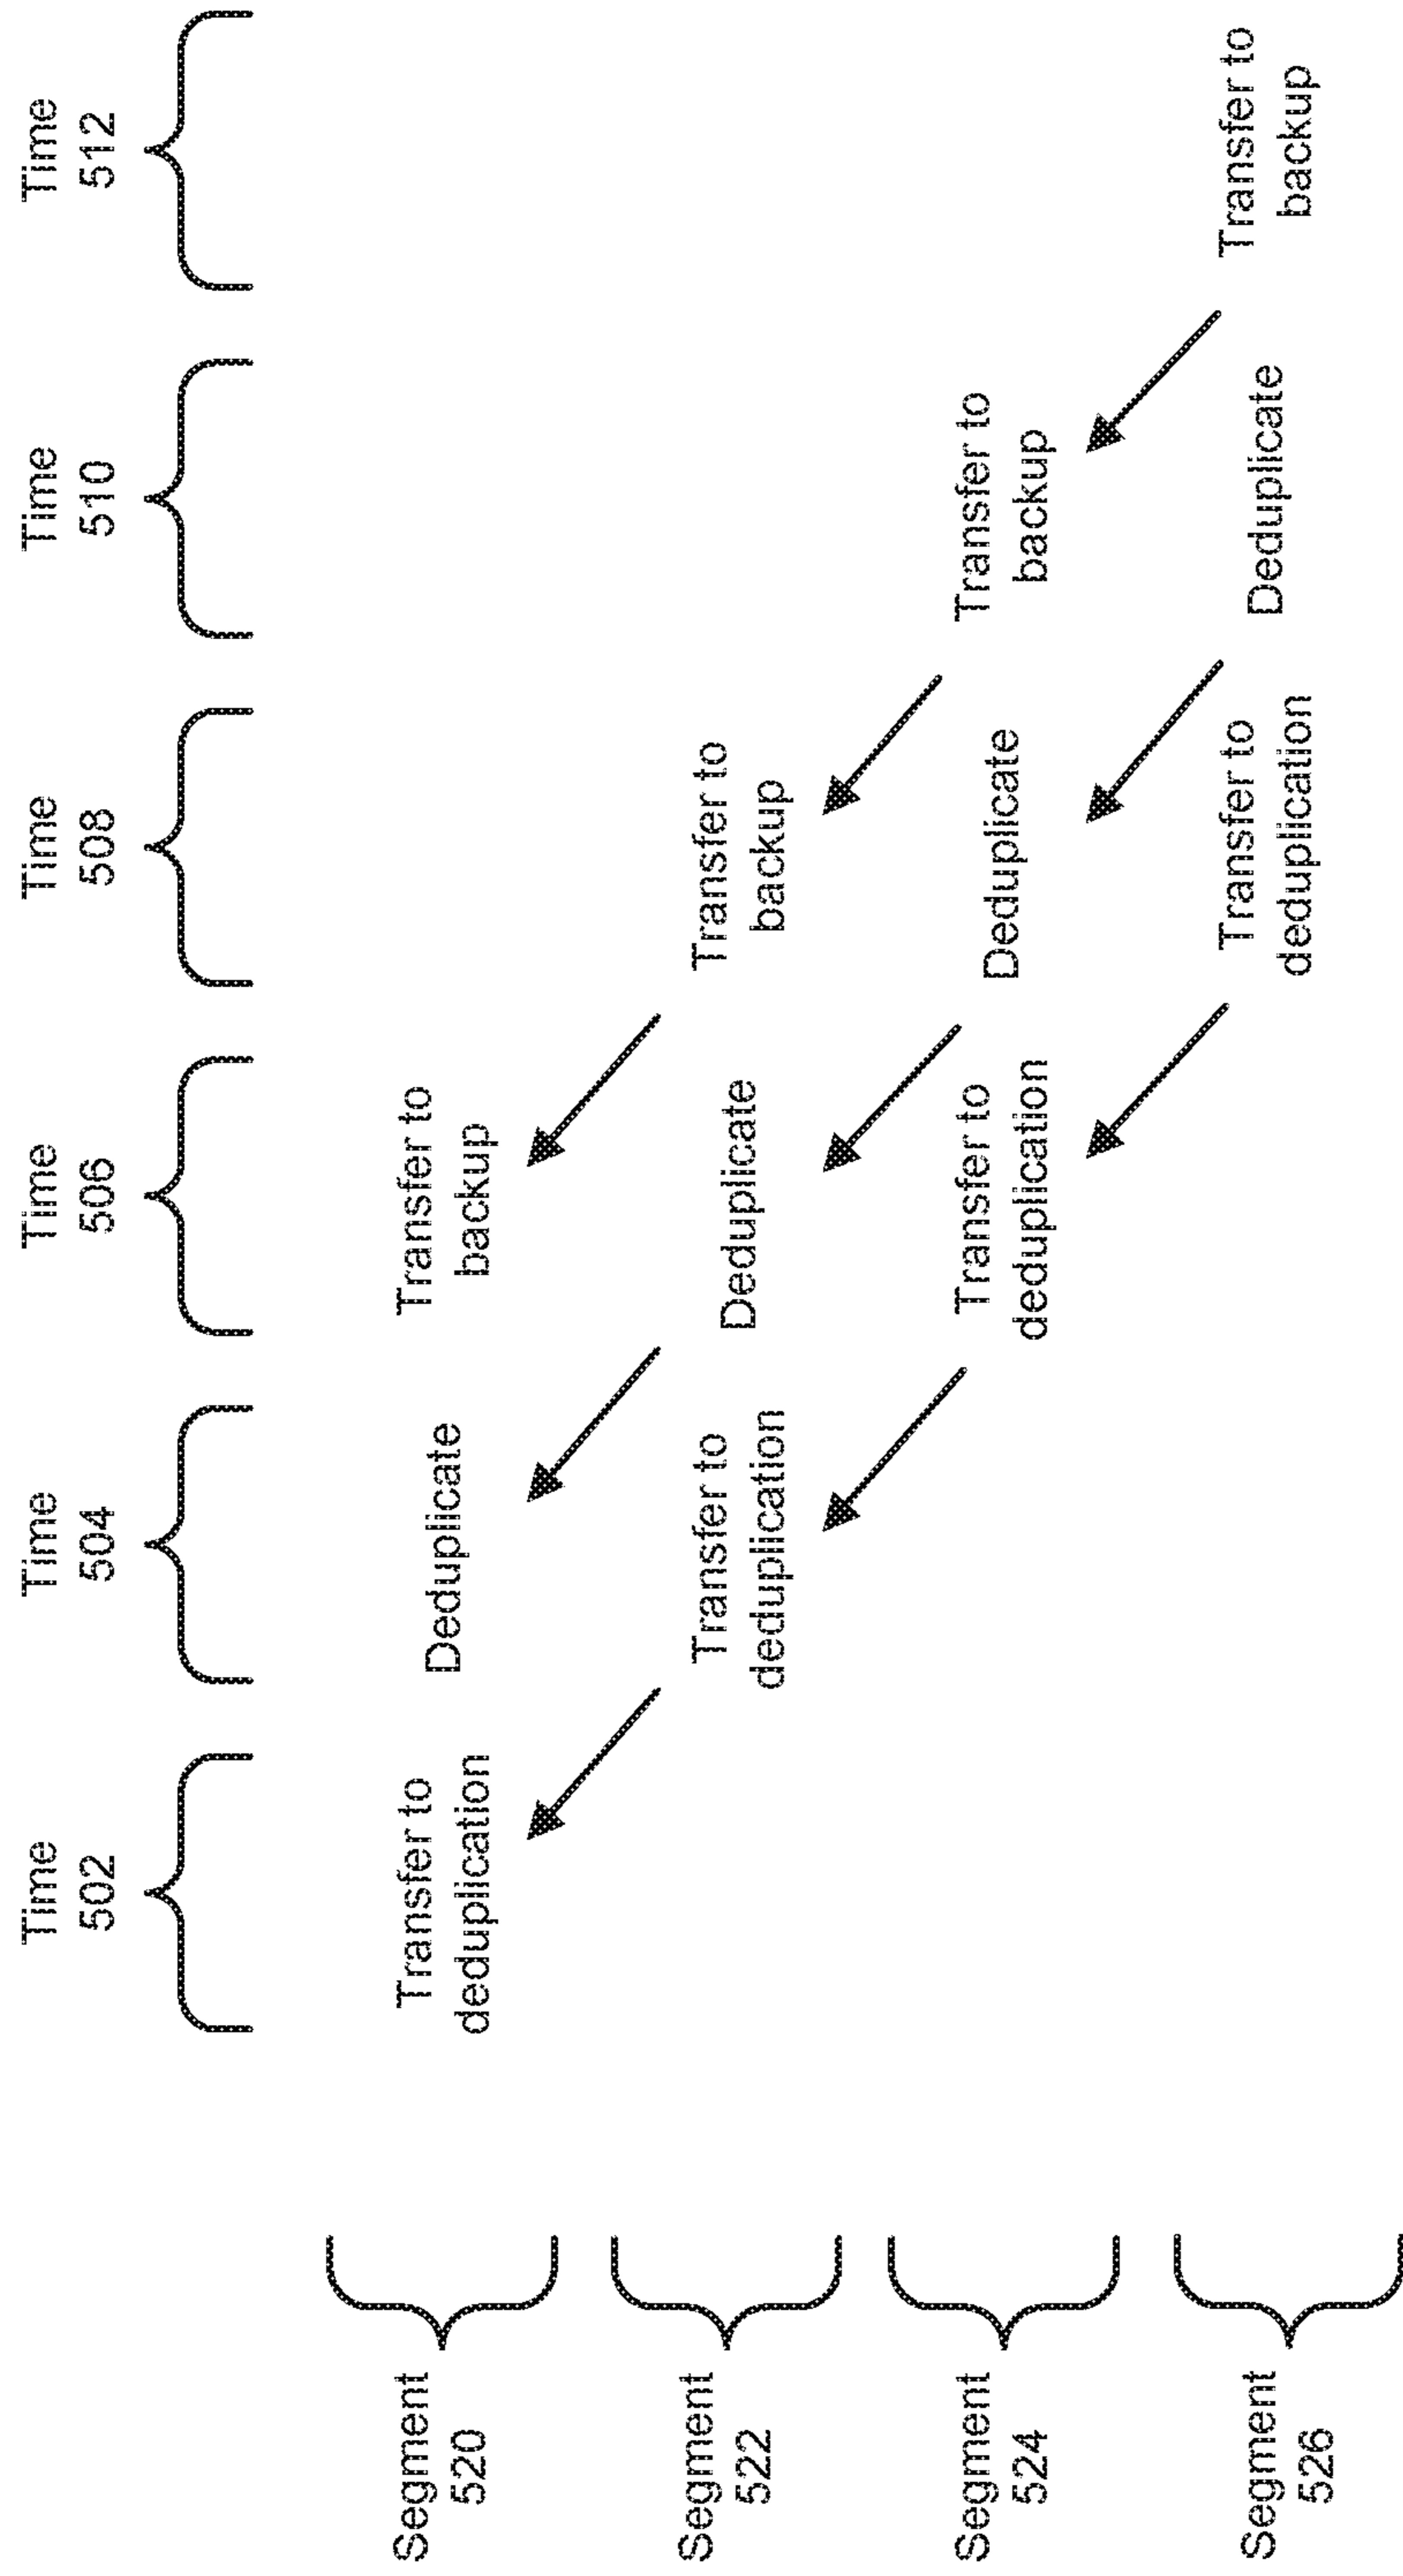 Time
502
Time
504
Time
506
Time
508
Time
510
Time
512
Segment
520
Transfer to
deduplication
Deduplicate
Transfer to
backup
Segment
522
Transfer to
deduplication
Deduplicate
Transfer to
backup
Segment
524
Transfer to
deduplication
Deduplicate
Transfer to
backup
Segment
526
Transfer to
deduplication
Deduplicate
Transfer to
backup